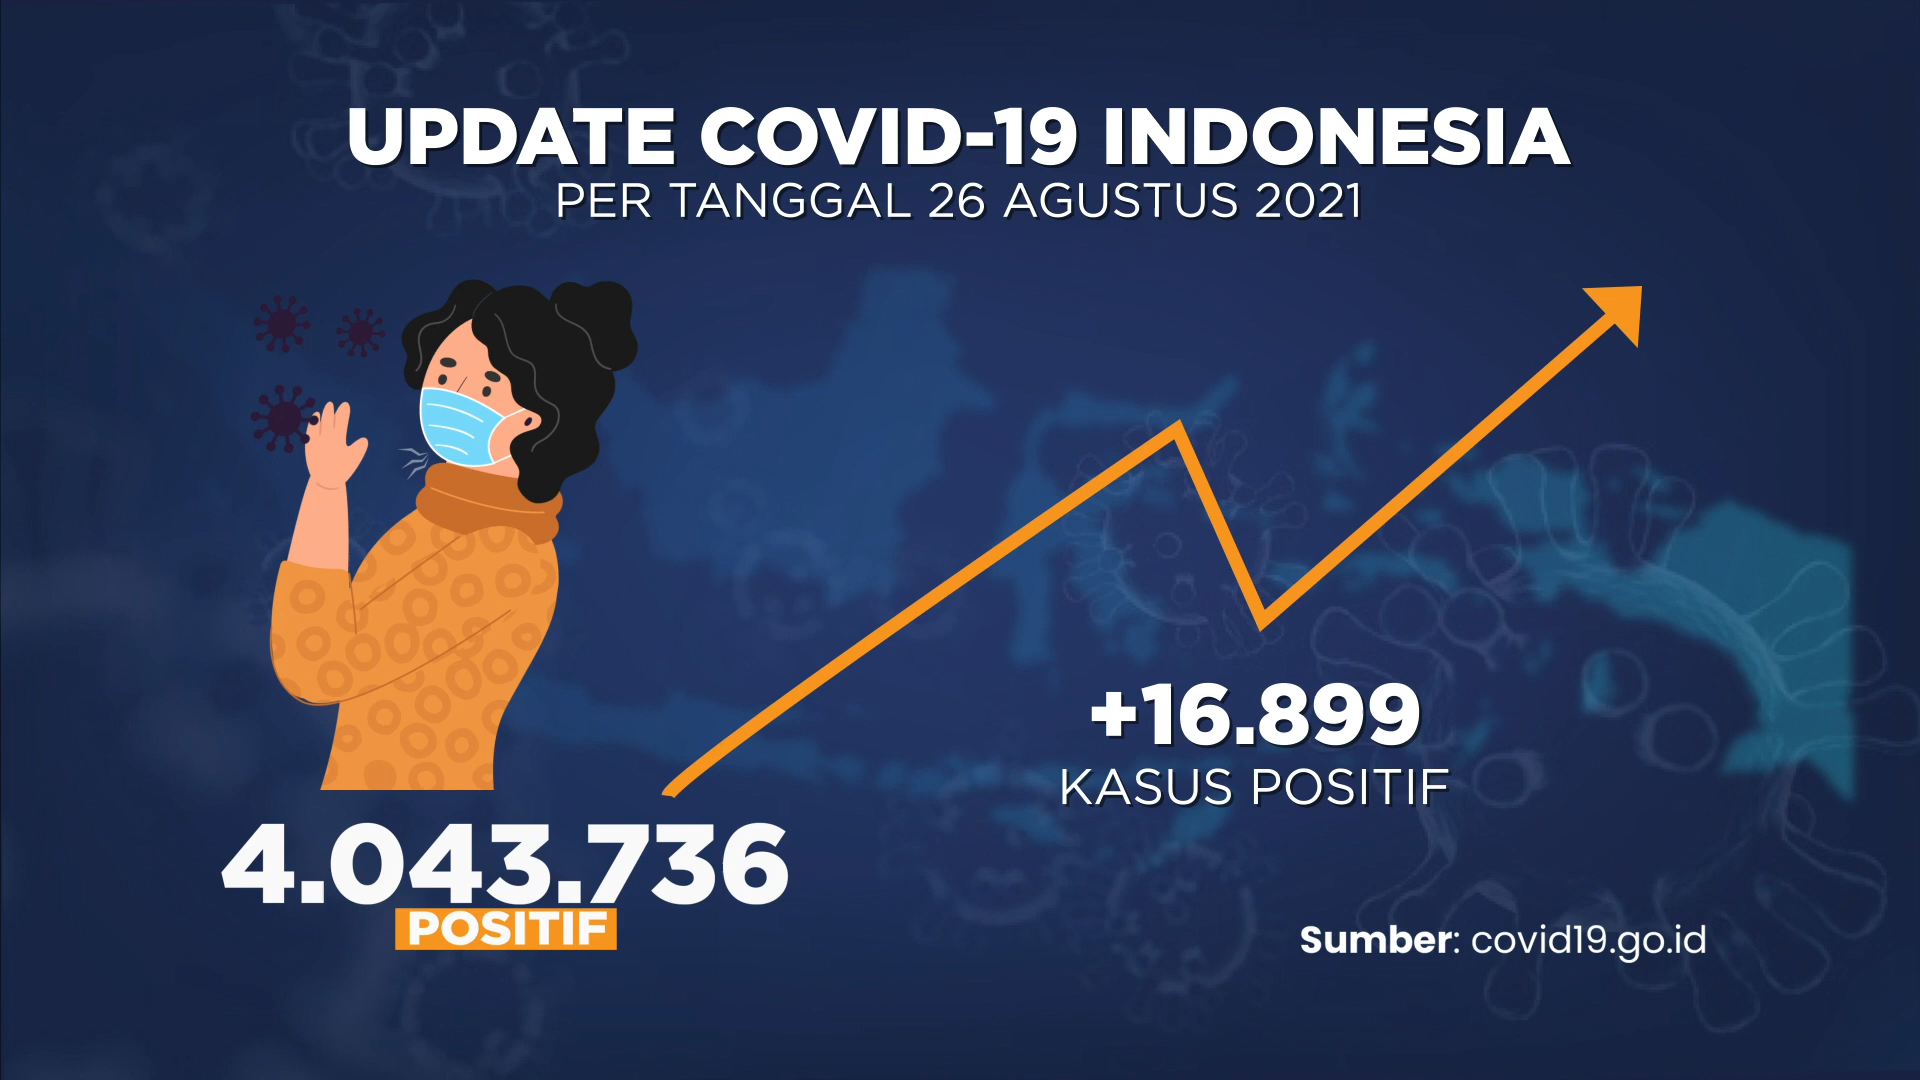 UPDATE COVID-19 INDONESIA
PER TANGGAL 26 AGUSTUS 2021
+16.899
KASUS POSITIF
4.043.736
POSITIF
Sumber: covid19.go.id